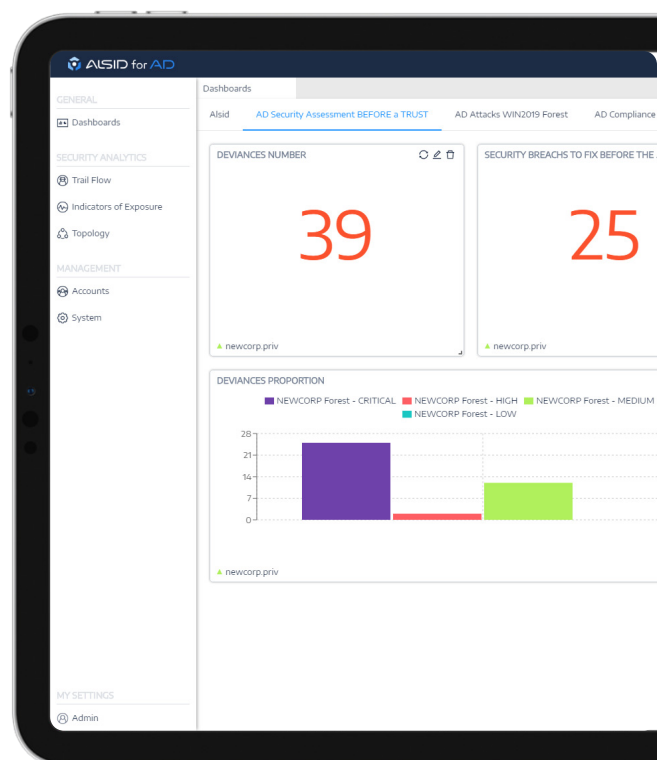 ALSID for AD
GENERAL
Dashboards
SECURITY ANALYTICS
Trail Flow
Indicators of Exposure
Topology
MANAGEMENT
Accounts
System
MY SETTINGS
Admin
Dashboards
Alsid AD Security Assessment BEFORE a TRUST AD Attacks WIN2019 Forest AD Compliance
DEVIANCES NUMBER
39
newcorp.priv
SECURITY BREACHS TO FIX BEFORE THE
25
newcorp.priv
DEVIANCES PROPORTION
NEWCORP Forest - CRITICAL NEWCORP Forest - HIGH NEWCORP Forest - MEDIUM
NEWCORP Forest - LOW
28
21
14
7
0
newcorp.priv